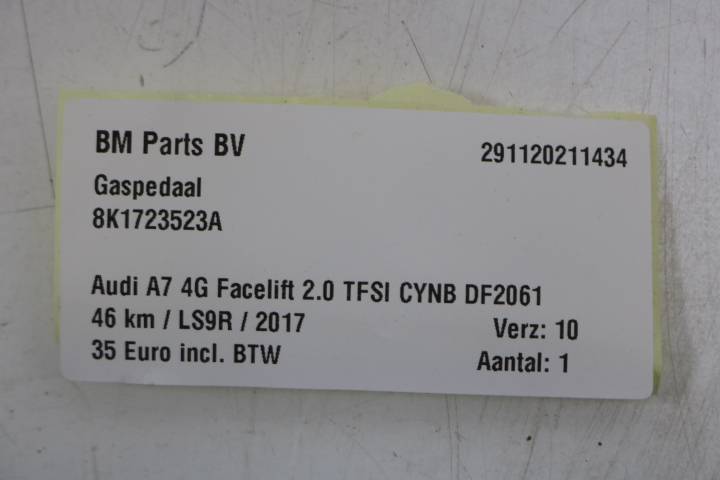 BM Parts BV 291120211434
Gaspedaal
8K1723523A
Audi A7 4G Facelift 2.0 TFSI CYNB DF2061
46 km / LS9R / 2017 Verz: 10
35 Euro incl. BTW Aantal: 1